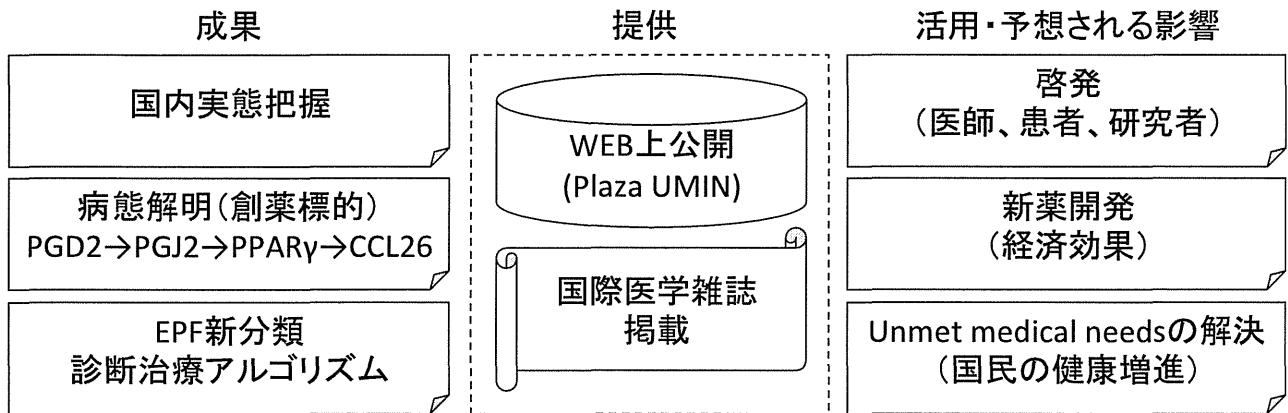 成果
国内実態把握
病態解明(創薬標的)
PGD2→PGJ2→PPARγ→CCL26
EPF新分類
診断治療アルゴリズム
提供
WEB上公開
(Plaza UMIN)
国際医学雑誌
掲載
活用・予想される影響
啓発
(医師、患者、研究者)
新薬開発
(経済効果)
Unmet medical needsの解決
(国民の健康増進)